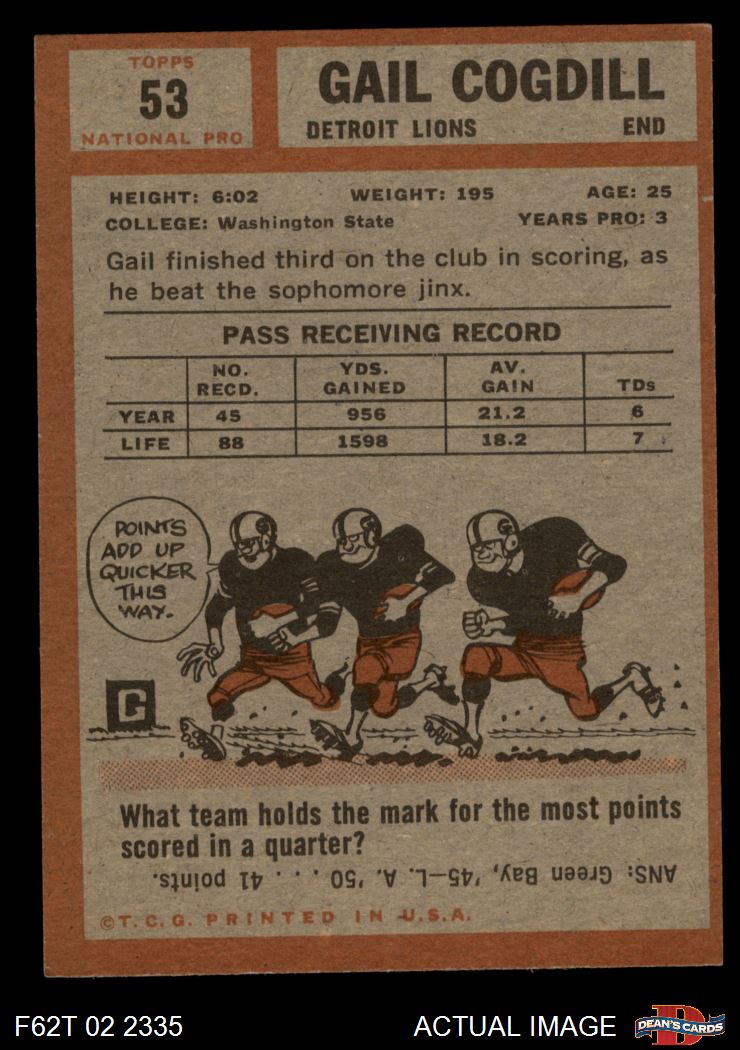 TOPPS
53
NATIONAL PRO
GAIL COGDILL
DETROIT LIONS END
HEIGHT: 6:02 WEIGHT: 195 AGE: 25
COLLEGE: Washington State YEARS PRO: 3
Gail finished third on the club in scoring, as
he beat the sophomore jinx.
PASS RECEIVING RECORD
NO. RECD. YDS. GAINED AV. GAIN TDs
YEAR 45 956 21.2 6
LIFE 88 1598 18.2 7
POINTS
ADD UP
QUICKER
THIS
WAY.
G
What team holds the mark for the most points
scored in a quarter?
ANS: Green Bay, '45—L. A. '50 . . . 41 points.
©T. C. G. PRINTED IN U.S.A.
F62T 02 2335 ACTUAL IMAGE
D
DEAN'S CARDS